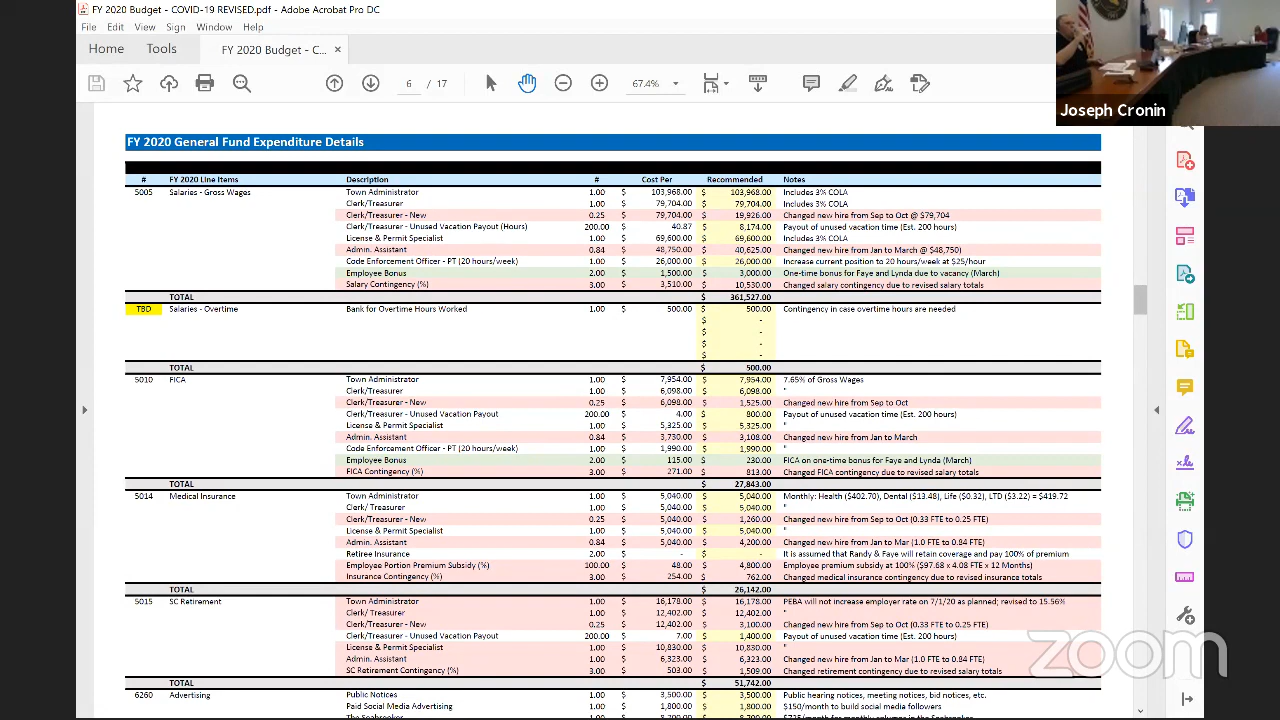 FY 2020 Budget - COVID-19 REVISED.pdf - Adobe Acrobat Pro DC
File Edit View Sign Window Help
Home Tools FY 2020 Budget - C... ×
6 / 17 67.4%
Joseph Cronin
FY 2020 General Fund Expenditure Details
# FY 2020 Line Items Description # Cost Per Recommended Notes
5005 Salaries - Gross Wages Town Administrator 1.00 $ 103,968.00 $ 103,968.00 Includes 3% COLA
Clerk/Treasurer 1.00 79,704.00 $ 79,704.00 Includes 3% COLA
Clerk/Treasurer - New 0.25 $ 79,704.00 $ 19,926.00 Changed new hire from Sep to Oct @ $79,704
Clerk/Treasurer - Unused Vacation Payout (Hours) 200.00 $ 40.87 $ 8,174.00 Payout of unused vacation time (Est. 200 hours)
License & Permit Specialist 1.00 $ 69,600.00 $ 69,600.00 Includes 3% COLA
Admin. Assistant 0.84 $ 48,750.00 $ 40,625.00 Changed new hire from Jan to March @ $48,750)
Code Enforcement Officer - PT (20 hours/week) 1.00 $ 26,000.00 $ 26,000.00 Increase current position to 20 hours/week at $25/hour
Employee Bonus 2.00 $ 1,500.00 $ 3,000.00 One-time bonus for Faye and Lynda due to vacancy (March)
Salary Contingency (%) 3.00 $ 3,510.00 $ 10,530.00 Changed salary contingency due to revised salary totals
TOTAL $ 361,527.00
TBD Salaries - Overtime Bank for Overtime Hours Worked 1.00 $ 500.00 $ 500.00 Contingency in case overtime hours are needed
$ -
$ -
$ -
$ -
TOTAL $ 500.00
5010 FICA Town Administrator 1.00 $ 7,954.00 $ 7,954.00 7.65% of Gross Wages
Clerk/Treasurer 1.00 $ 6,098.00 $ 6,098.00 "
Clerk/Treasurer - New 0.25 $ 6,098.00 $ 1,525.00 Changed new hire from Sep to Oct
Clerk/Treasurer - Unused Vacation Payout 200.00 $ 4.00 $ 800.00 Payout of unused vacation time (Est. 200 hours)
License & Permit Specialist 1.00 $ 5,325.00 $ 5,325.00 "
Admin. Assistant 0.84 $ 3,730.00 $ 3,108.00 Changed new hire from Jan to March
Code Enforcement Officer - PT (20 hours/week) 1.00 $ 1,990.00 $ 1,990.00 "
Employee Bonus 2.00 $ 115.00 $ 230.00 FICA on one-time bonus for Faye and Lynda (March)
FICA Contingency (%) 3.00 $ 271.00 $ 813.00 Changed FICA contingency due to revised salary totals
TOTAL $ 27,843.00
5014 Medical Insurance Town Administrator 1.00 $ 5,040.00 $ 5,040.00 Monthly: Health ($402.70), Dental ($13.48), Life ($0.32), LTD ($3.22) = $419.72
Clerk/ Treasurer 1.00 $ 5,040.00 $ 5,040.00 "
Clerk/Treasurer - New 0.25 $ 5,040.00 $ 1,260.00 Changed new hire from Sep to Oct (0.33 FTE to 0.25 FTE)
License & Permit Specialist 1.00 $ 5,040.00 $ 5,040.00 "
Admin. Assistant 0.84 $ 5,040.00 $ 4,200.00 Changed new hire from Jan to Mar (1.0 FTE to 0.84 FTE)
Retiree Insurance 2.00 $ - $ - It is assumed that Randy & Faye will retain coverage and pay 100% of premium
Employee Portion Premium Subsidy (%) 100.00 $ 48.00 $ 4,800.00 Employee premium subsidy at 100% ($97.68 x 4.08 FTE x 12 Months)
Insurance Contingency (%) 3.00 $ 254.00 $ 762.00 Changed medical insurance contingency due to revised insurance totals
TOTAL $ 26,142.00
5015 SC Retirement Town Administrator 1.00 $ 16,178.00 $ 16,178.00 PEBA will not increase employer rate on 7/1/20 as planned; revised to 15.56%
Clerk/ Treasurer 1.00 $ 12,402.00 $ 12,402.00 "
Clerk/Treasurer - New 0.25 $ 12,402.00 $ 3,100.00 Changed new hire from Sep to Oct (0.33 FTE to 0.25 FTE)
Clerk/Treasurer - Unused Vacation Payout 200.00 $ 7.00 $ 1,400.00 Payout of unused vacation time (Est. 200 hours)
License & Permit Specialist 1.00 $ 10,830.00 $ 10,830.00 "
Admin. Assistant 1.00 $ 6,323.00 $ 6,323.00 Changed new hire from Jan to Mar (1.0 FTE to 0.84 FTE)
SC Retirement Contingency (%) 3.00 $ 503.00 $ 1,509.00 Changed retirement contingency due to revised salary totals
TOTAL $ 51,742.00
6260 Advertising Public Notices 1.00 $ 3,500.00 $ 3,500.00 Public hearing notices, meeting notices, bid notices, etc.
Paid Social Media Advertising 1.00 $ 1,800.00 $ 1,800.00 $150/month to build social media followers
zoom